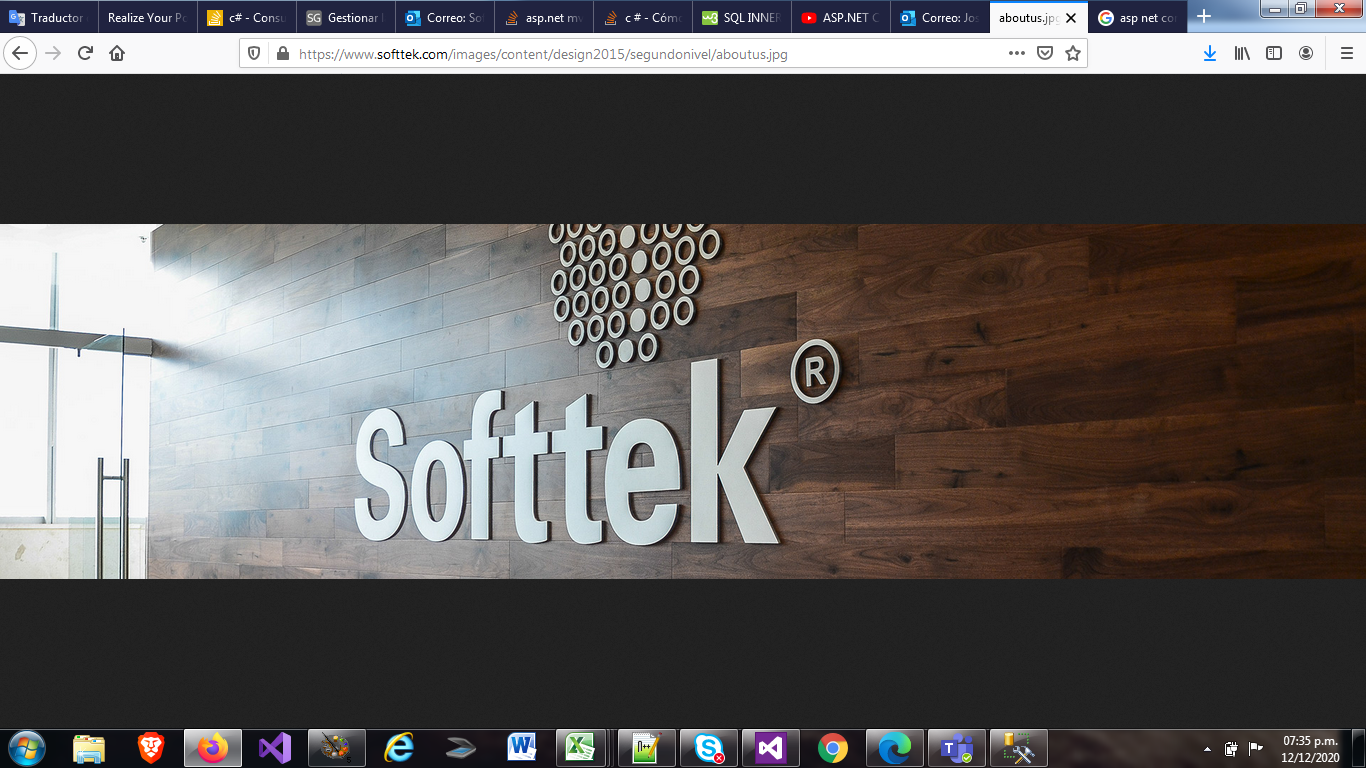 Traductor
Realize Your Po
c# - Consu
SG Gestionar
Correo: Sof
asp.net mv
c # - Cómo
w3 SQL INNER
ASP.NET C
Correo: Jos
aboutus.jpg
asp net cor
https://www.softtek.com/images/content/design2015/segundonivel/aboutus.jpg
Softtek®
07:35 p.m.
12/12/2020